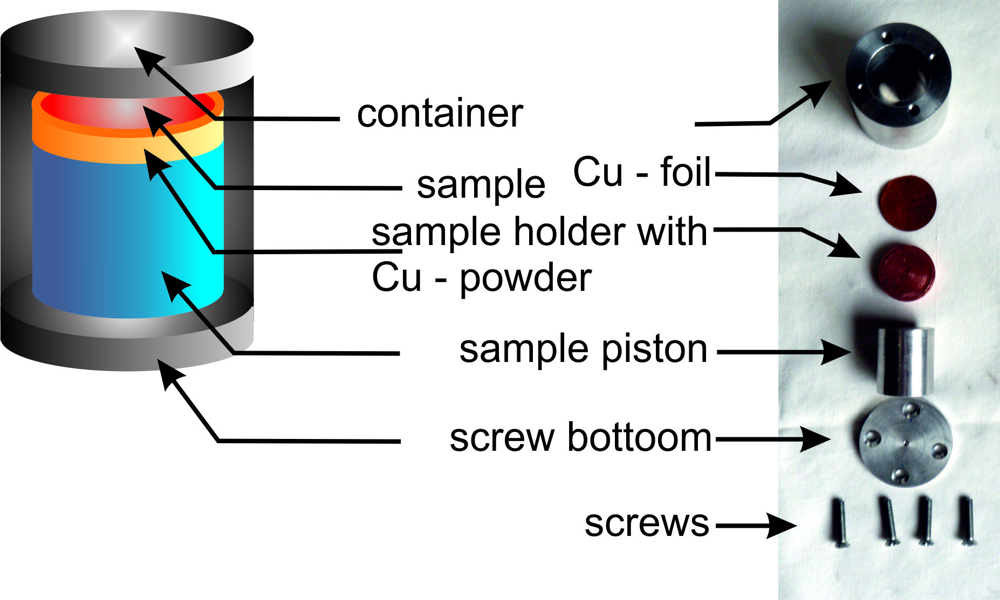 container
Cu - foil
sample
sample holder with
Cu - powder
sample piston
screw bottoom
screws